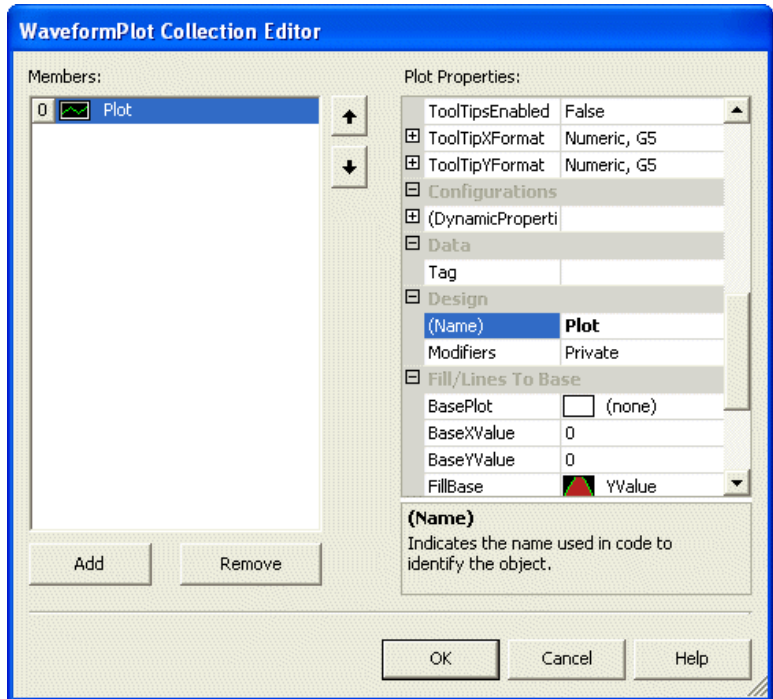 WaveformPlot Collection Editor
Members:
0 Plot
Plot Properties:
ToolTipsEnabled False
ToolTipXFormat Numeric, G5
ToolTipYFormat Numeric, G5
Configurations
(DynamicProperti
Data
Tag
Design
(Name) Plot
Modifiers Private
Fill/Lines To Base
BasePlot (none)
BaseXValue 0
BaseYValue 0
FillBase YValue
(Name)
Indicates the name used in code to
identify the object.
Add Remove
OK Cancel Help